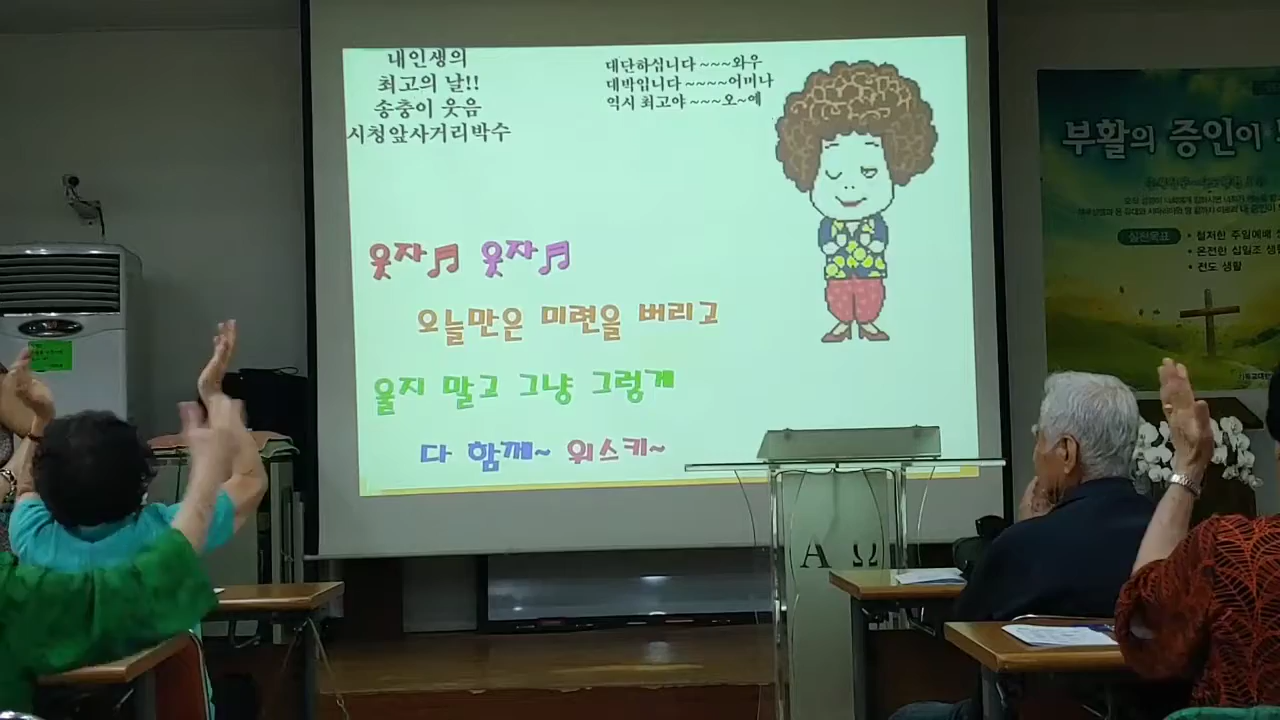 내인생의
최고의 날!!
송충이 웃음
시청앞사거리박수
대단하십니다 ~~~와우
대박입니다 ~~~~어미나
역시 최고야 ~~~오~예
웃자♬ 웃자♬
오늘만은 미련을 버리고
울지 말고 그냥 그렇게
다 함께~ 위스키~
부활의 증인이
실천목표
• 철저한 주일예배
• 온전한 십일조 생활
• 전도 생활
Α Ω